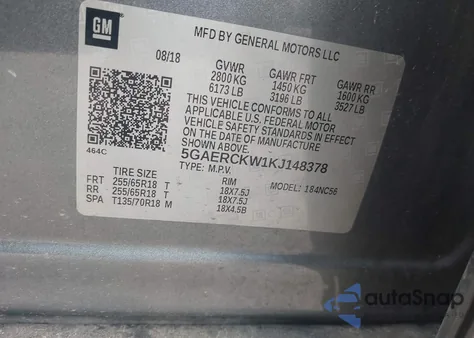 GM
MFD BY GENERAL MOTORS LLC
08/18
GVWR GAWR FRT GAWR RR
2800 KG 1450 KG 1600 KG
6173 LB 3196 LB 3527 LB
THIS VEHICLE CONFORMS TO ALL
APPLICABLE U.S. FEDERAL MOTOR
VEHICLE SAFETY STANDARDS IN EFFECT ON
THE DATE OF MANUFACTURE SHOWN ABOVE.
464C
5GAERCKW1KJ148378
TYPE: M.P.V. MODEL: 184NC56
TIRE SIZE RIM
FRT 255/65R18 T 18X7.5J
RR 255/65R18 T 18X7.5J
SPA T135/70R18 M 18X4.5B
autoSnap